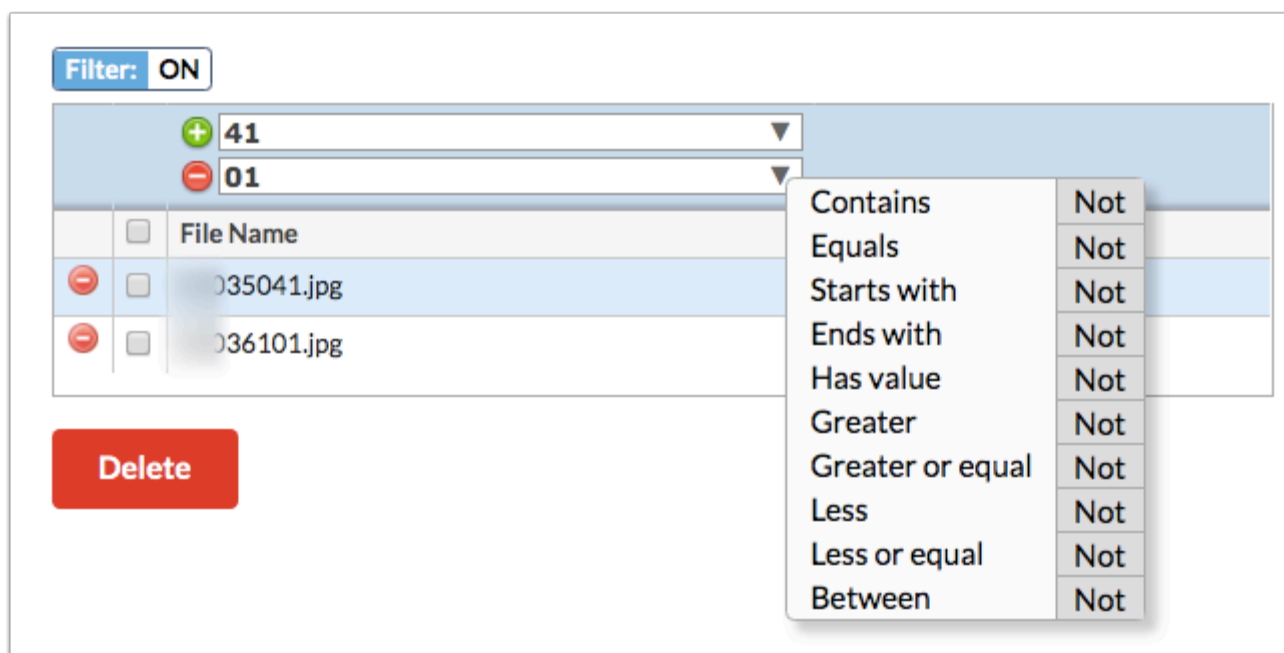 Filter: ON
41
01
File Name
035041.jpg
036101.jpg
Delete
Contains Not
Equals Not
Starts with Not
Ends with Not
Has value Not
Greater Not
Greater or equal Not
Less Not
Less or equal Not
Between Not